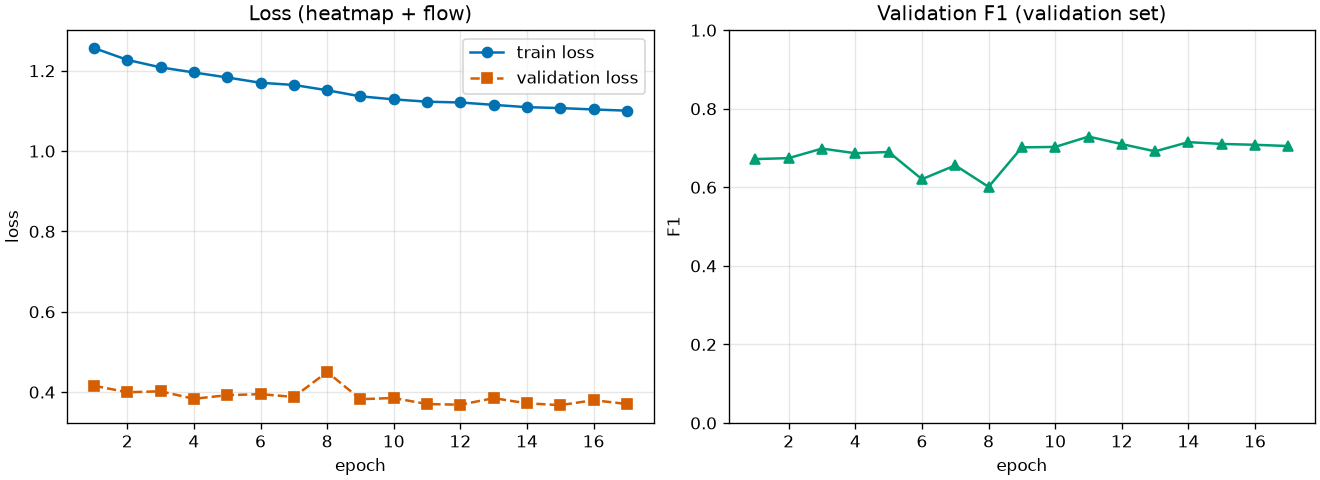 Loss (heatmap + flow)
train loss
validation loss
1.2
1.0
0.8
0.6
0.4
loss
2 4 6 8 10 12 14 16
epoch
Validation F1 (validation set)
1.0
0.8
0.6
0.4
0.2
0.0
F1
2 4 6 8 10 12 14 16
epoch